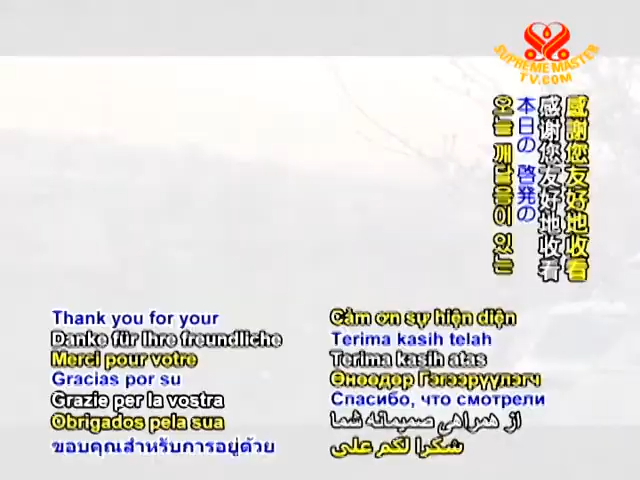 SUPREME MASTER
TV.COM
感謝您友好地收看
感谢您友好地收看
本日の 啓発の
오늘 깨달음이 있는
Thank you for your
Danke für Ihre freundliche
Merci pour votre
Gracias por su
Grazie per la vostra
Obrigados pela sua
ขอบคุณสำหรับการอยู่ด้วย
Cảm ơn sự hiện diện
Terima kasih telah
Terima kasih atas
Өнөөдөр Гэгээрүүлэгч
Спасибо, что смотрели
از همراهی صمیمانه شما
شكرا لكم على